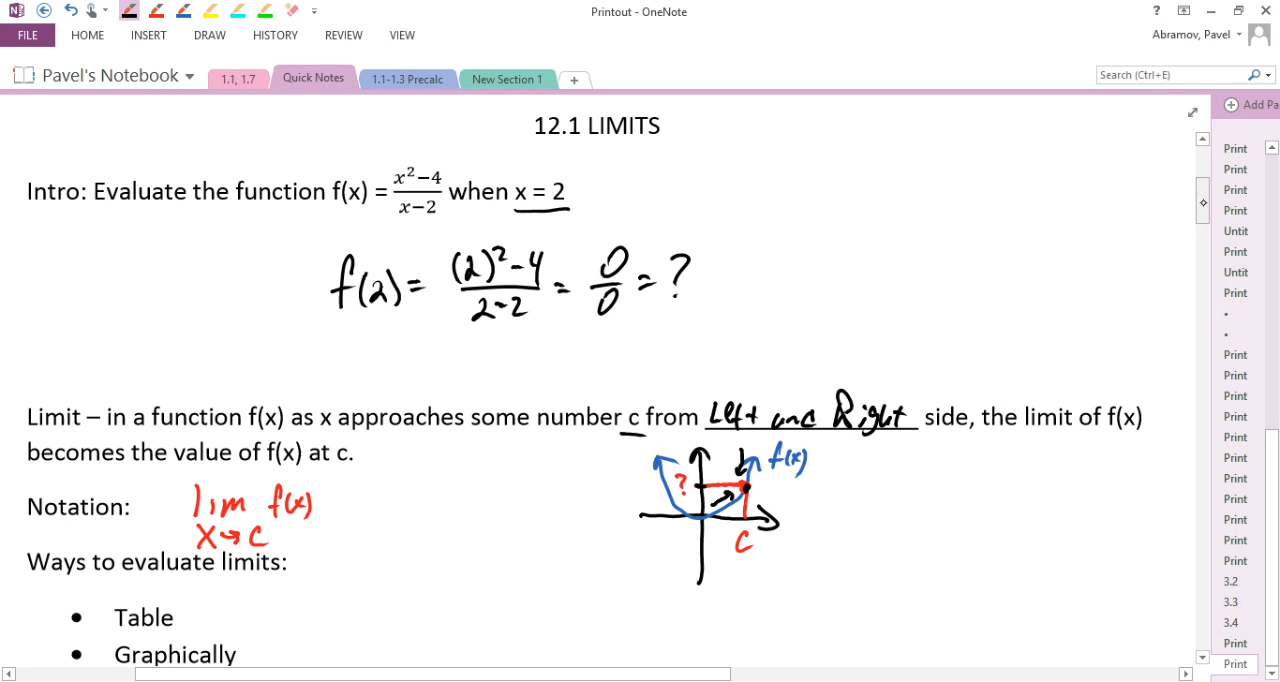 Printout - OneNote
?
FILE HOME INSERT DRAW HISTORY REVIEW VIEW
Abramov, Pavel
Pavel's Notebook
1.1, 1.7 Quick Notes 1.1-1.3 Precalc New Section 1 +
Search (Ctrl+E)
Add Pa
12.1 LIMITS
Intro: Evaluate the function f(x) = x²−4 / x−2 when x = 2
f(2) = (2)²-4 / 2-2 = 0/0 = ?
Limit – in a function f(x) as x approaches some number c from Left and Right side, the limit of f(x)
becomes the value of f(x) at c.
f(x)
?
c
Notation: lim f(x)
x→c
Ways to evaluate limits:
• Table
• Graphically
Print
Print
Print
Print
Untit
Print
Untit
Print
Print
Print
Print
Print
Print
Print
Print
Print
Print
Print
Print
3.2
3.3
3.4
Print
Print